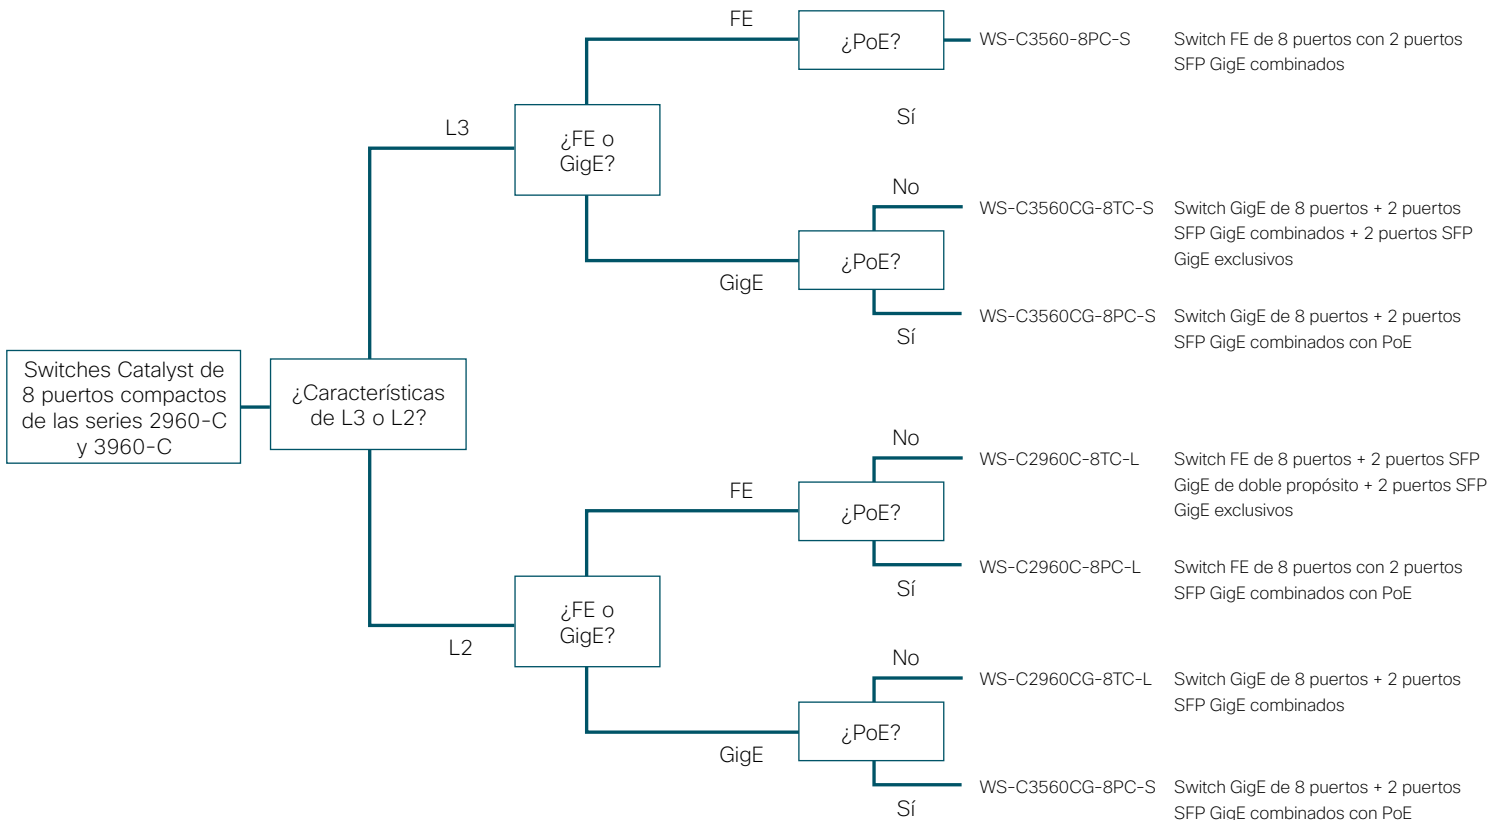 FE
¿PoE?
WS-C3560-8PC-S
Switch FE de 8 puertos con 2 puertos
SFP GigE combinados
Sí
L3
¿FE o
GigE?
No
WS-C3560CG-8TC-S
Switch GigE de 8 puertos + 2 puertos
SFP GigE combinados + 2 puertos SFP
GigE exclusivos
¿PoE?
GigE
WS-C3560CG-8PC-S
Switch GigE de 8 puertos + 2 puertos
SFP GigE combinados con PoE
Sí
Switches Catalyst de
8 puertos compactos
de las series 2960-C
y 3960-C
¿Características
de L3 o L2?
No
WS-C2960C-8TC-L
Switch FE de 8 puertos + 2 puertos SFP
GigE de doble propósito + 2 puertos SFP
GigE exclusivos
FE
¿PoE?
WS-C2960C-8PC-L
Switch FE de 8 puertos con 2 puertos
SFP GigE combinados con PoE
Sí
¿FE o
GigE?
L2
No
WS-C2960CG-8TC-L
Switch GigE de 8 puertos + 2 puertos
SFP GigE combinados
¿PoE?
GigE
WS-C3560CG-8PC-S
Switch GigE de 8 puertos + 2 puertos
SFP GigE combinados con PoE
Sí